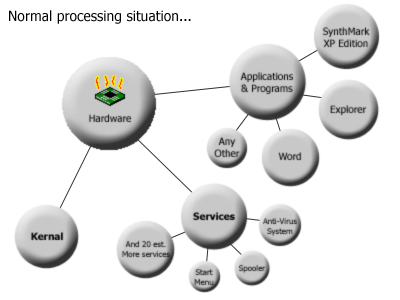 Normal processing situation...
SynthMark
XP Edition
Applications
& Programs
Hardware
Explorer
Any
Other
Word
Services
Anti-Virus
System
Kernal
And 20 est.
More services
Start
Menu
Spooler